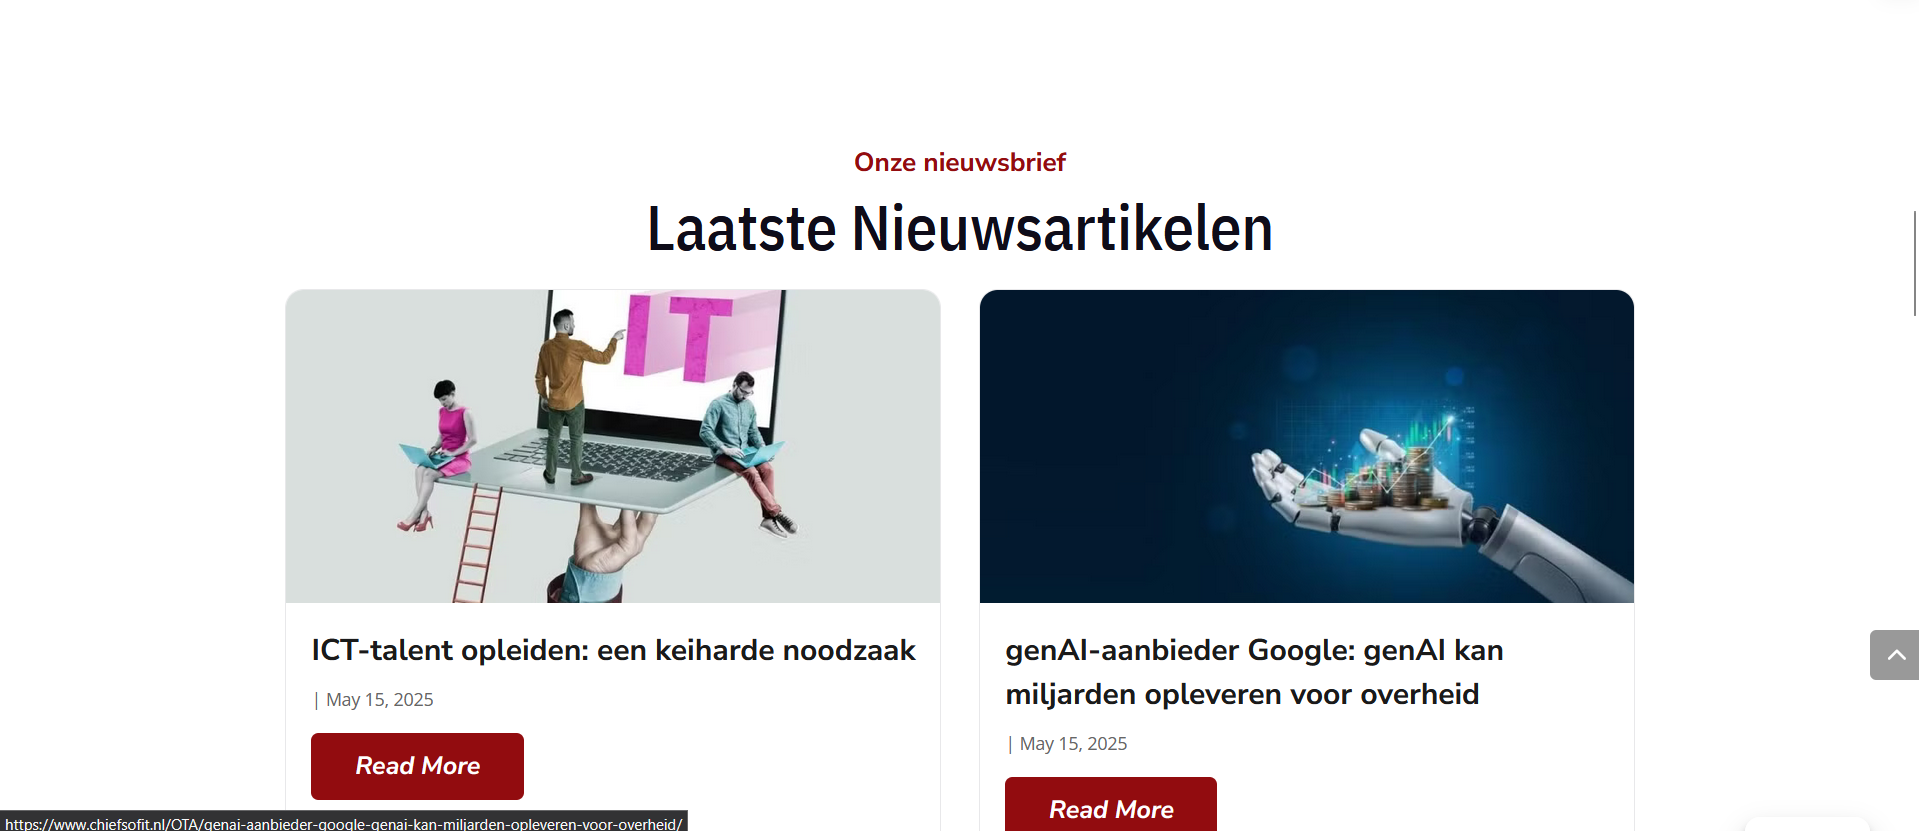 Onze nieuwsbrief
Laatste Nieuwsartikelen
IT
ICT-talent opleiden: een keiharde noodzaak
| May 15, 2025
Read More
genAI-aanbieder Google: genAI kan
miljarden opleveren voor overheid
| May 15, 2025
Read More
https://www.chiefsofit.nl/OTA/genai-aanbieder-google-genai-kan-miljarden-opleveren-voor-overheid/